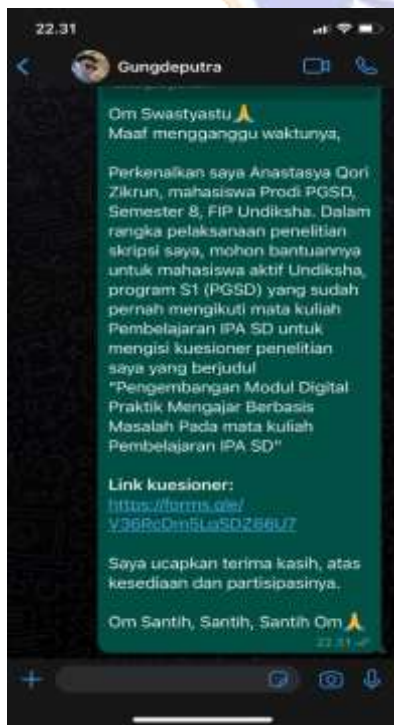 22.31
Gungdeputra
Om Swastyastu🙏
Maaf mengganggu waktunya,
Perkenalkan saya Anastasya Qori
Zikrun, mahasiswa Prodi PGSD,
Semester 8, FIP Undiksha. Dalam
rangka pelaksanaan penelitian
skripsi saya, mohon bantuannya
untuk mahasiswa aktif Undiksha,
program S1 (PGSD) yang sudah
pernah mengikuti mata kuliah
Pembelajaran IPA SD untuk
mengisi kuesioner penelitian
saya yang berjudul
"Pengembangan Modul Digital
Praktik Mengajar Berbasis
Masalah Pada mata kuliah
Pembelajaran IPA SD"
Link kuesioner:
https://forms.gle/
Saya ucapkan terima kasih, atas
kesediaan dan partisipasinya.
Om Santih, Santih, Santih Om🙏
22.31